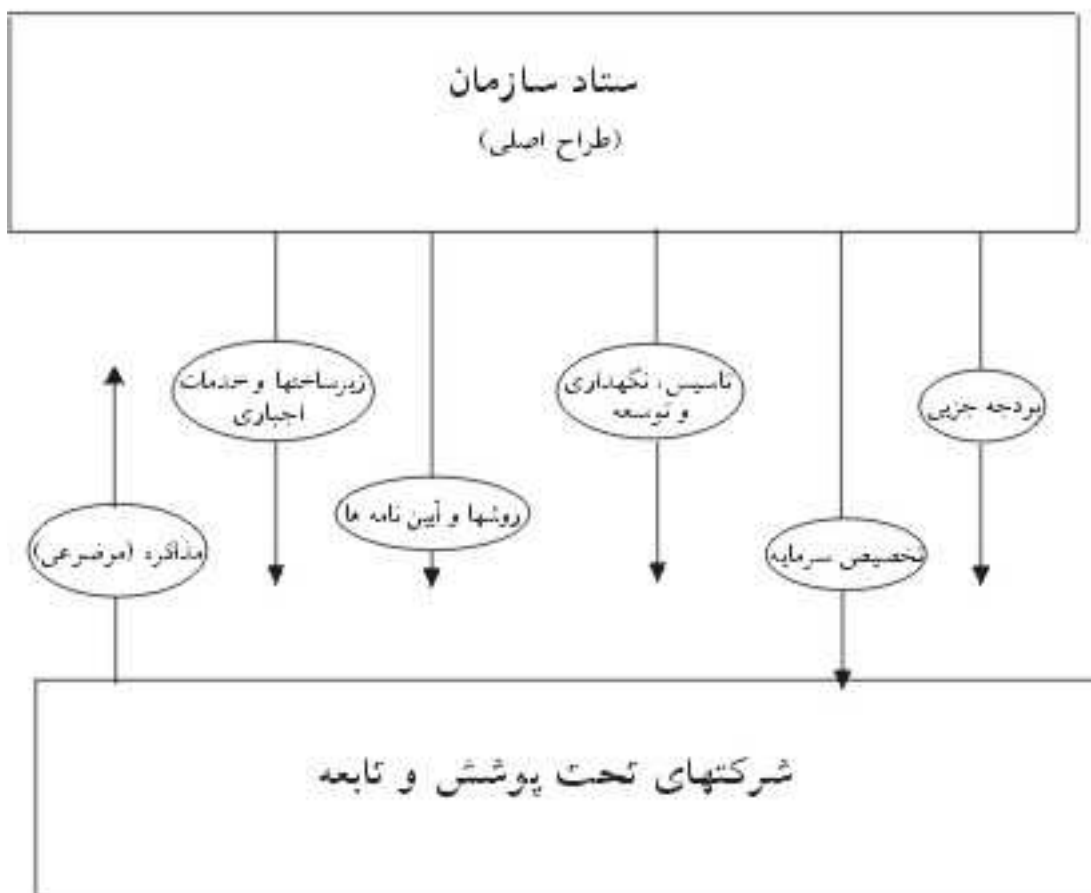 ستاد سازمان
(طراح اصلی)
بودجه جزیی
تخصیص سرمایه
تاسیس، نگهداری
و توسعه
روشها و آیین نامه ها
زیرساختها و خدمات
اجباری
مذاکره (موضوعی)
شرکتهای تحت پوشش و تابعه